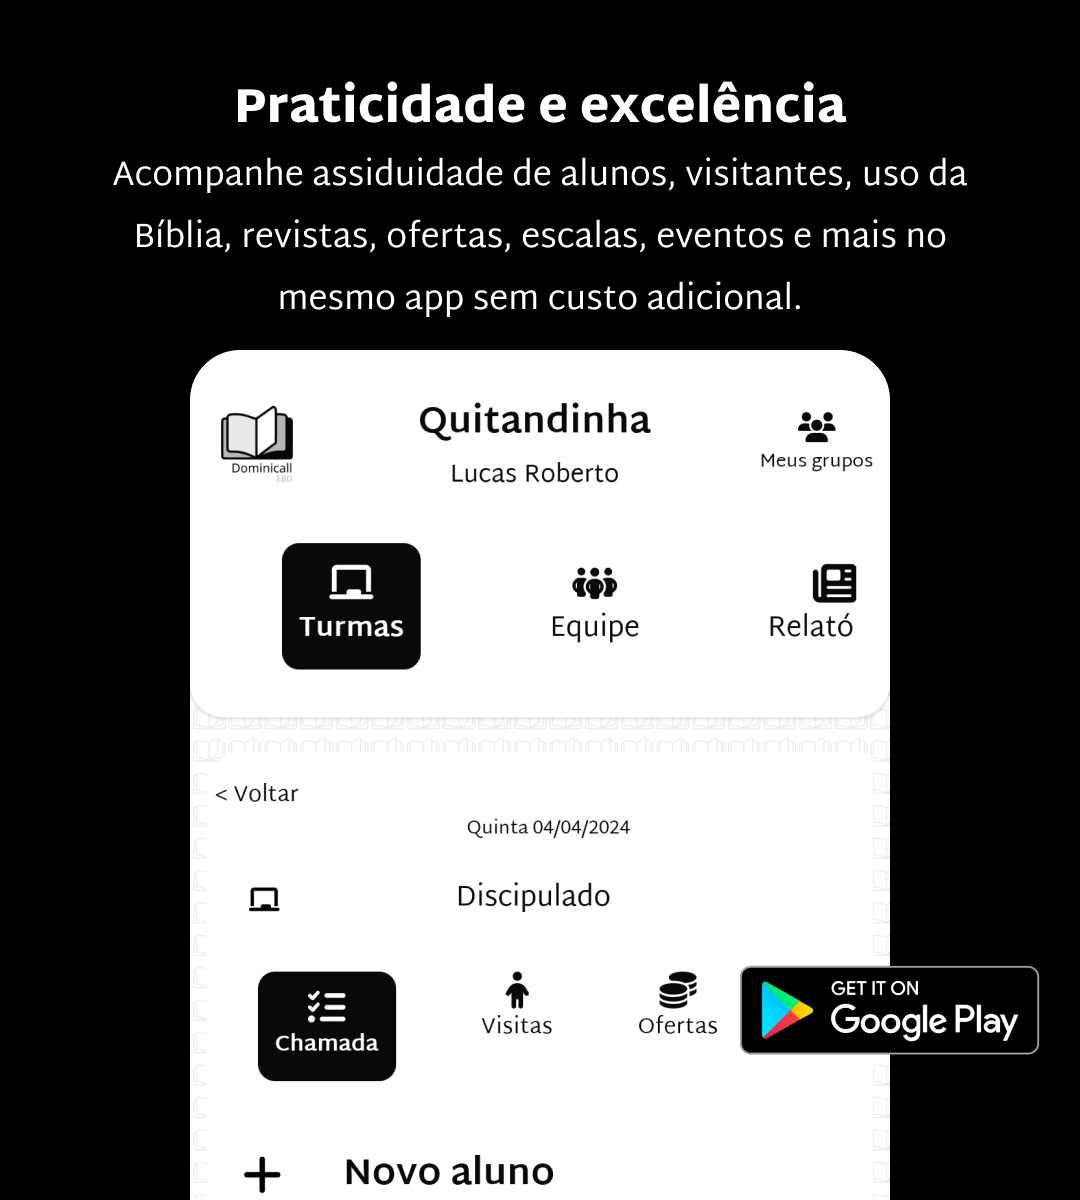 Praticidade e excelência
Acompanhe assiduidade de alunos, visitantes, uso da
Bíblia, revistas, ofertas, escalas, eventos e mais no
mesmo app sem custo adicional.
Quitandinha
Lucas Roberto
Dominicall
EBD
Meus grupos
Turmas
Equipe
Relató
< Voltar
Quinta 04/04/2024
Discipulado
Chamada
Visitas
Ofertas
GET IT ON
Google Play
Novo aluno